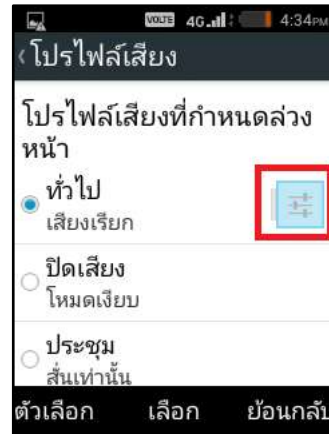 VOLTE 4G 4:34PM
โปรไฟล์เสียง
โปรไฟล์เสียงที่กำหนดล่วง
หน้า
ทั่วไป
เสียงเรียก
ปิดเสียง
โหมดเงียบ
ประชุม
สั่นเท่านั้น
ตัวเลือก เลือก ย้อนกลับ